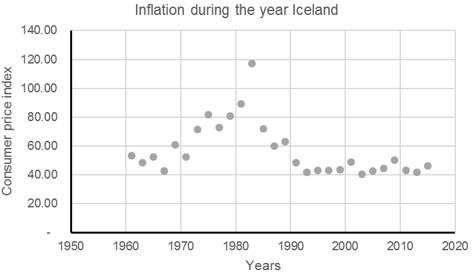 Inflation during the year Iceland
140.00
120.00
100.00
80.00
60.00
40.00
20.00
-
1950 1960 1970 1980 1990 2000 2010 2020
Consumer price index
Years